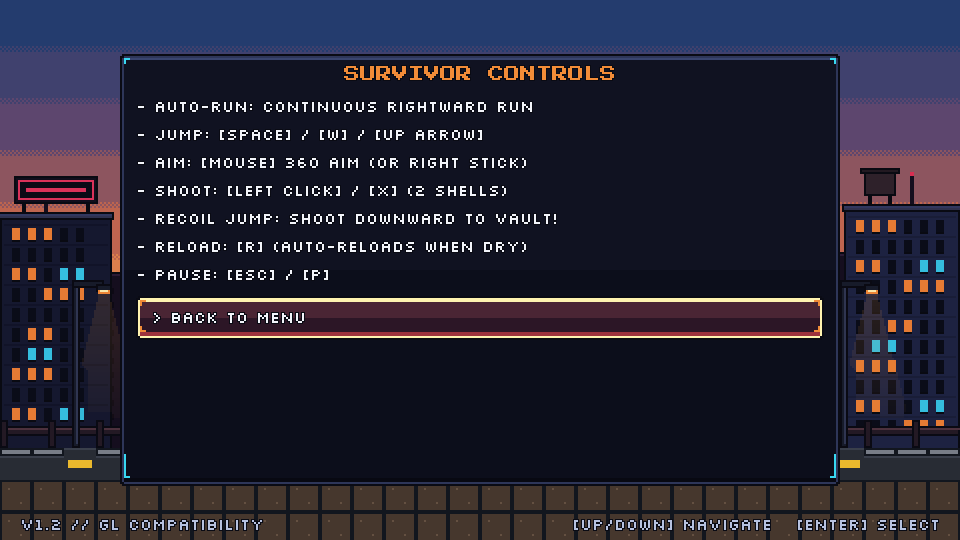 SURVIVOR CONTROLS
- AUTO-RUN: CONTINUOUS RIGHTWARD RUN
- JUMP: [SPACE] / [W] / [UP ARROW]
- AIM: [MOUSE] 360 AIM (OR RIGHT STICK)
- SHOOT: [LEFT CLICK] / [X] (2 SHELLS)
- RECOIL JUMP: SHOOT DOWNWARD TO VAULT!
- RELOAD: [R] (AUTO-RELOADS WHEN DRY)
- PAUSE: [ESC] / [P]
> BACK TO MENU
V1.2 // GL COMPATIBILITY
[UP/DOWN] NAVIGATE [ENTER] SELECT